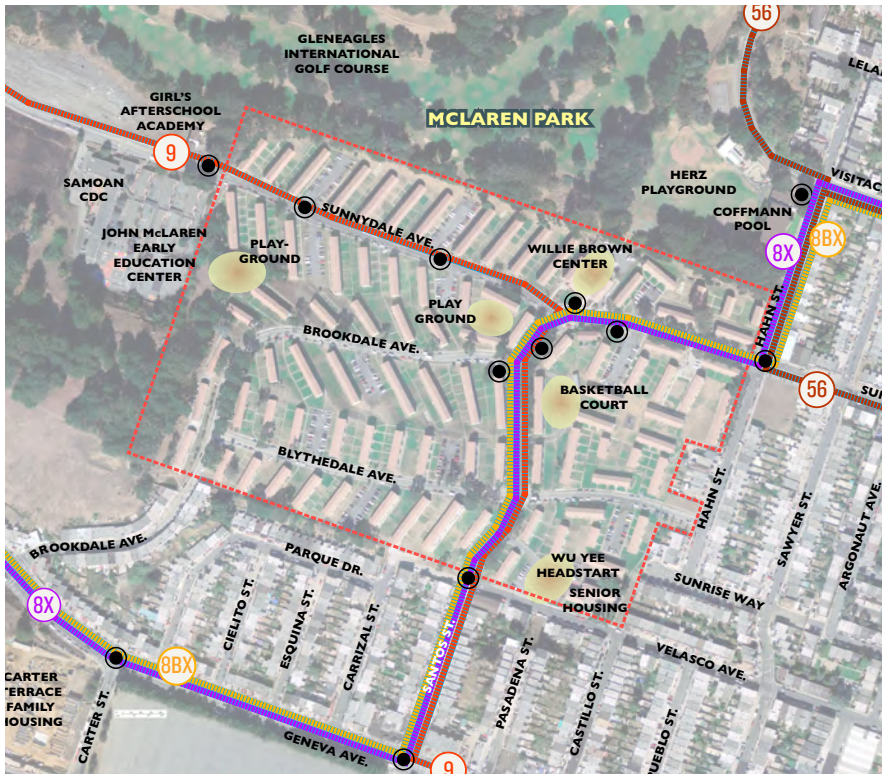 56
GLENEAGLES
INTERNATIONAL
GOLF COURSE
LELA
GIRL'S
AFTERSCHOOL
ACADEMY
MCLAREN PARK
9
SAMOAN
CDC
HERZ
PLAYGROUND
VISITAC
COFFMANN
POOL
SUNNYDALE AVE.
JOHN McLAREN
EARLY
EDUCATION
CENTER
PLAY-
GROUND
WILLIE BROWN
CENTER
8X
8BX
PLAY
GROUND
HAHN ST.
BROOKDALE AVE.
BASKETBALL
COURT
56
SUN
BLYTHEDALE AVE.
HAHN ST.
SAWYER ST.
ARGONAUT AVE.
BROOKDALE AVE.
PARQUE DR.
WU YEE
HEADSTART
SENIOR
HOUSING
SUNRISE WAY
8X
CIELITO ST.
ESQUINA ST.
CARRIZAL ST.
SANTOS ST.
PASADENA ST.
VELASCO AVE.
8BX
CARTER
TERRACE
FAMILY
HOUSING
CARTER ST.
CASTILLO ST.
PUEBLO ST.
GENEVA AVE.
9